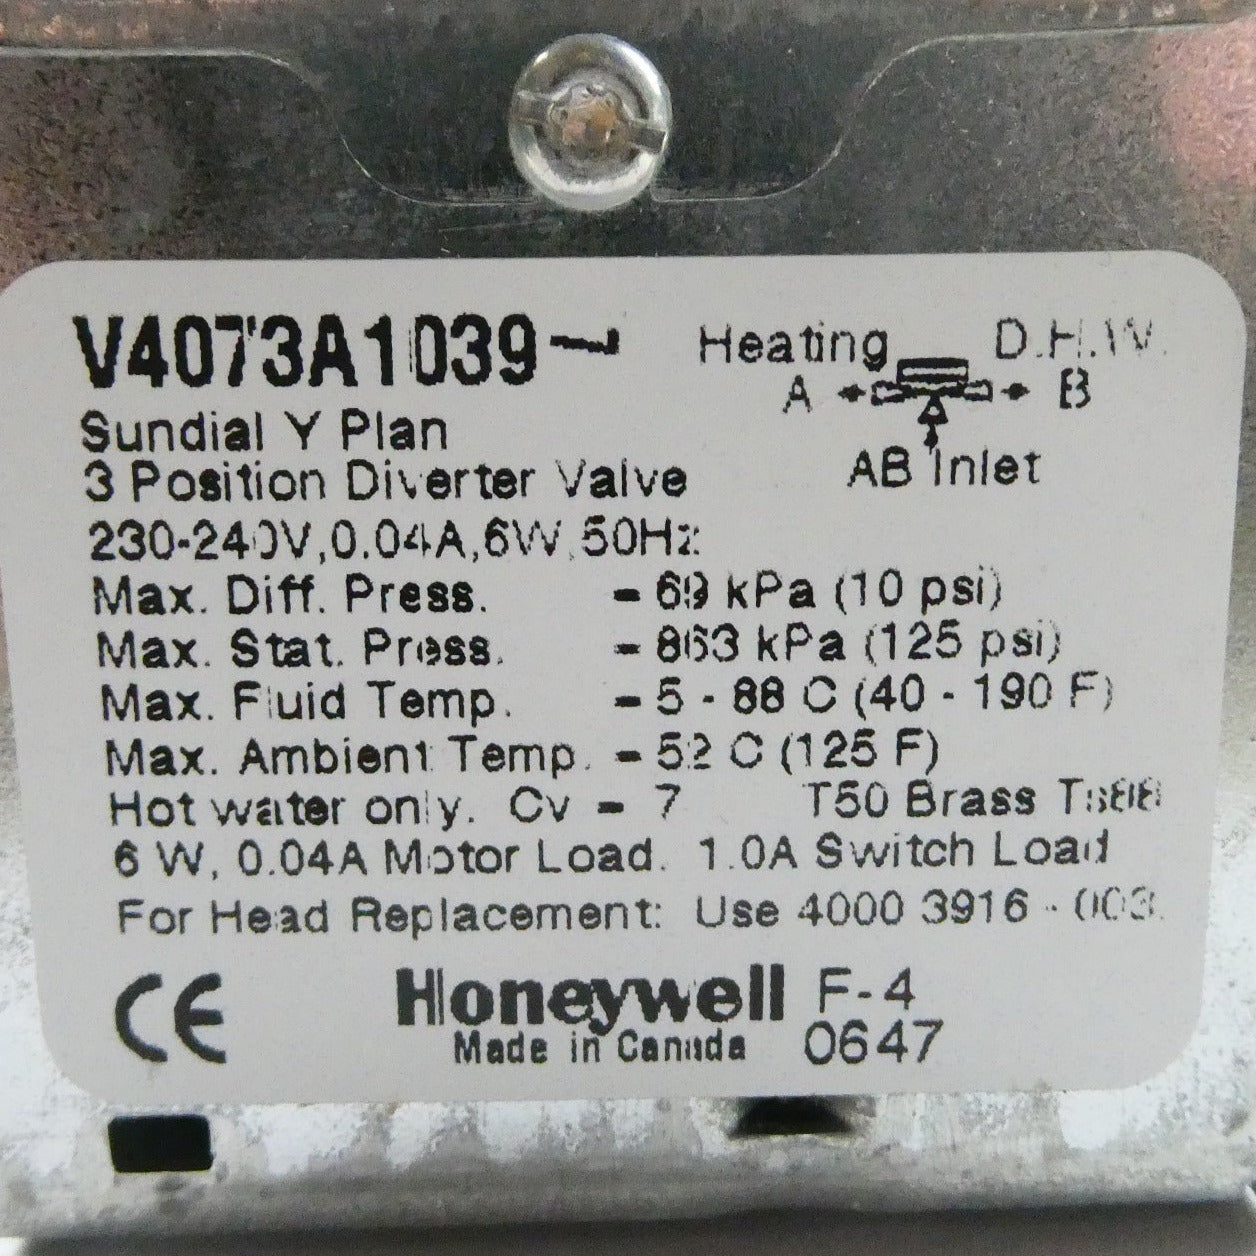 V4073A1039~
Heating D.H.W.
A B
AB Inlet
Sundial Y Plan
3 Position Diverter Valve
230-240V,0.04A,6W,50Hz
Max. Diff. Press. = 69 kPa (10 psi)
Max. Stat. Press. = 863 kPa (125 psi)
Max. Fluid Temp. = 5 - 88 C (40 - 190 F)
Max. Ambient Temp. = 52 C (125 F)
Hot water only. Cv = 7 T50 Brass Ts88
6 W, 0.04A Motor Load. 1.0A Switch Load
For Head Replacement: Use 4000 3916 - 003.
CE Honeywell F-4
Made in Canada 0647